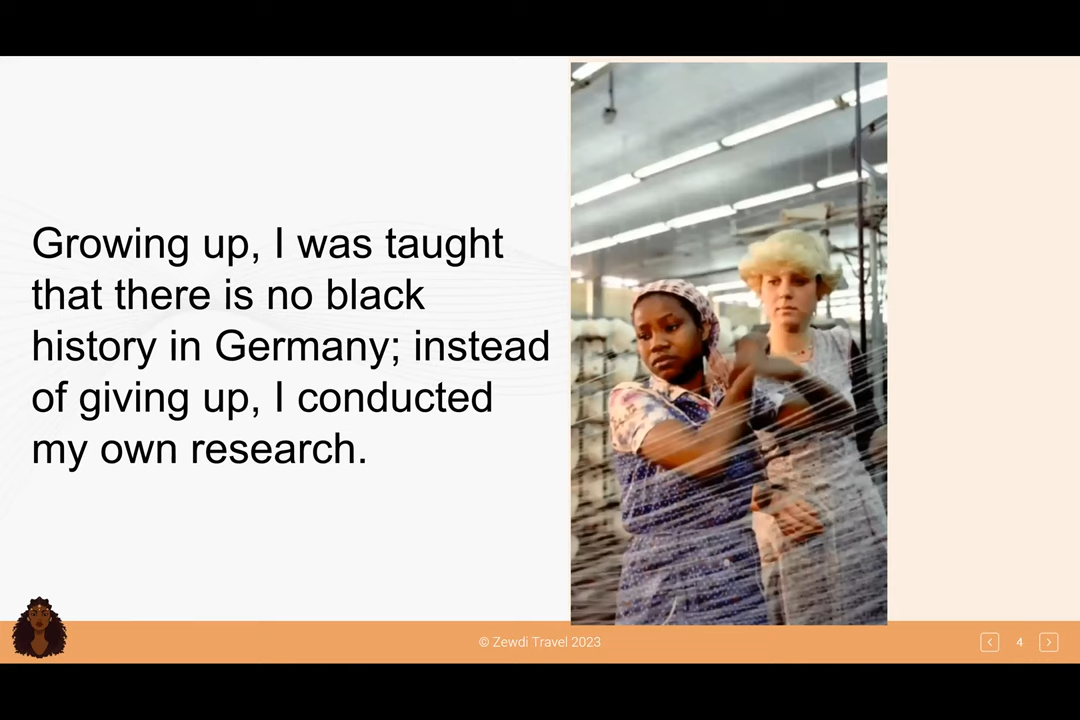 Growing up, I was taught
that there is no black
history in Germany; instead
of giving up, I conducted
my own research.
© Zewdi Travel 2023
4